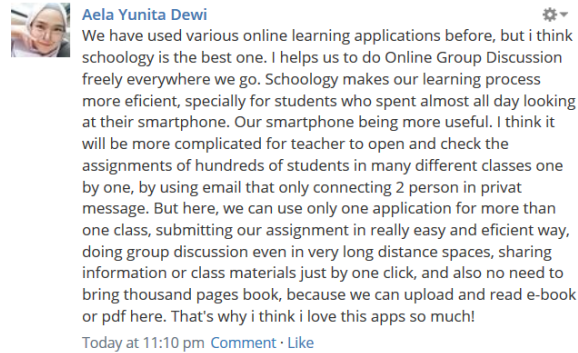 Aela Yunita Dewi
We have used various online learning applications before, but i think
schoology is the best one. I helps us to do Online Group Discussion
freely everywhere we go. Schoology makes our learning process
more eficient, specially for students who spent almost all day looking
at their smartphone. Our smartphone being more useful. I think it
will be more complicated for teacher to open and check the
assignments of hundreds of students in many different classes one
by one, by using email that only connecting 2 person in privat
message. But here, we can use only one application for more than
one class, submitting our assignment in really easy and eficient way,
doing group discussion even in very long distance spaces, sharing
information or class materials just by one click, and also no need to
bring thousand pages book, because we can upload and read e-book
or pdf here. That's why i think i love this apps so much!
Today at 11:10 pm Comment · Like